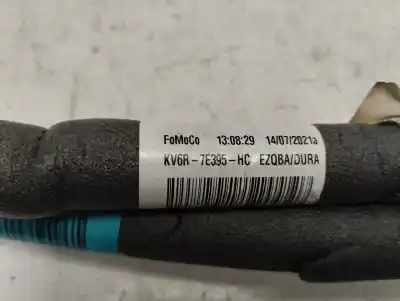 FoMoCo 13:08:29 14/07/2021a
KV6R-7E395-HC EZQBA/DURA